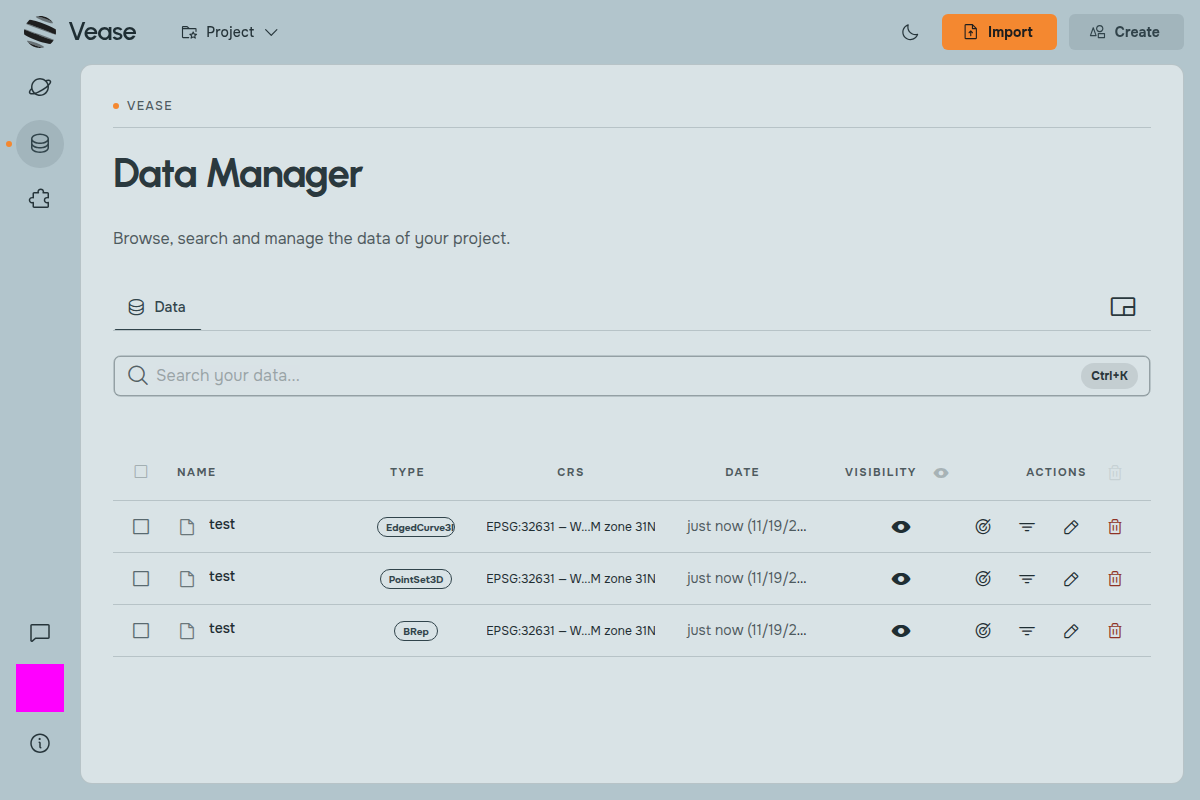 Vease
Project
Import
Create
VEASE
Data Manager
Browse, search and manage the data of your project.
Data
Search your data...
Ctrl+K
NAME TYPE CRS DATE VISIBILITY ACTIONS
test EdgedCurve3 EPSG:32631 – W...M zone 31N just now (11/19/2...
test PointSet3D EPSG:32631 – W...M zone 31N just now (11/19/2...
test BRep EPSG:32631 – W...M zone 31N just now (11/19/2...